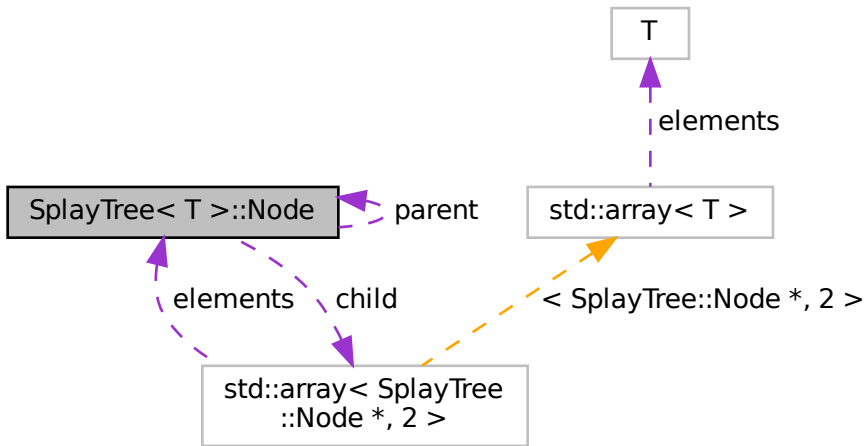 T
elements
SplayTree< T >::Node
parent
std::array< T >
elements
child
< SplayTree::Node *, 2 >
std::array< SplayTree
::Node *, 2 >